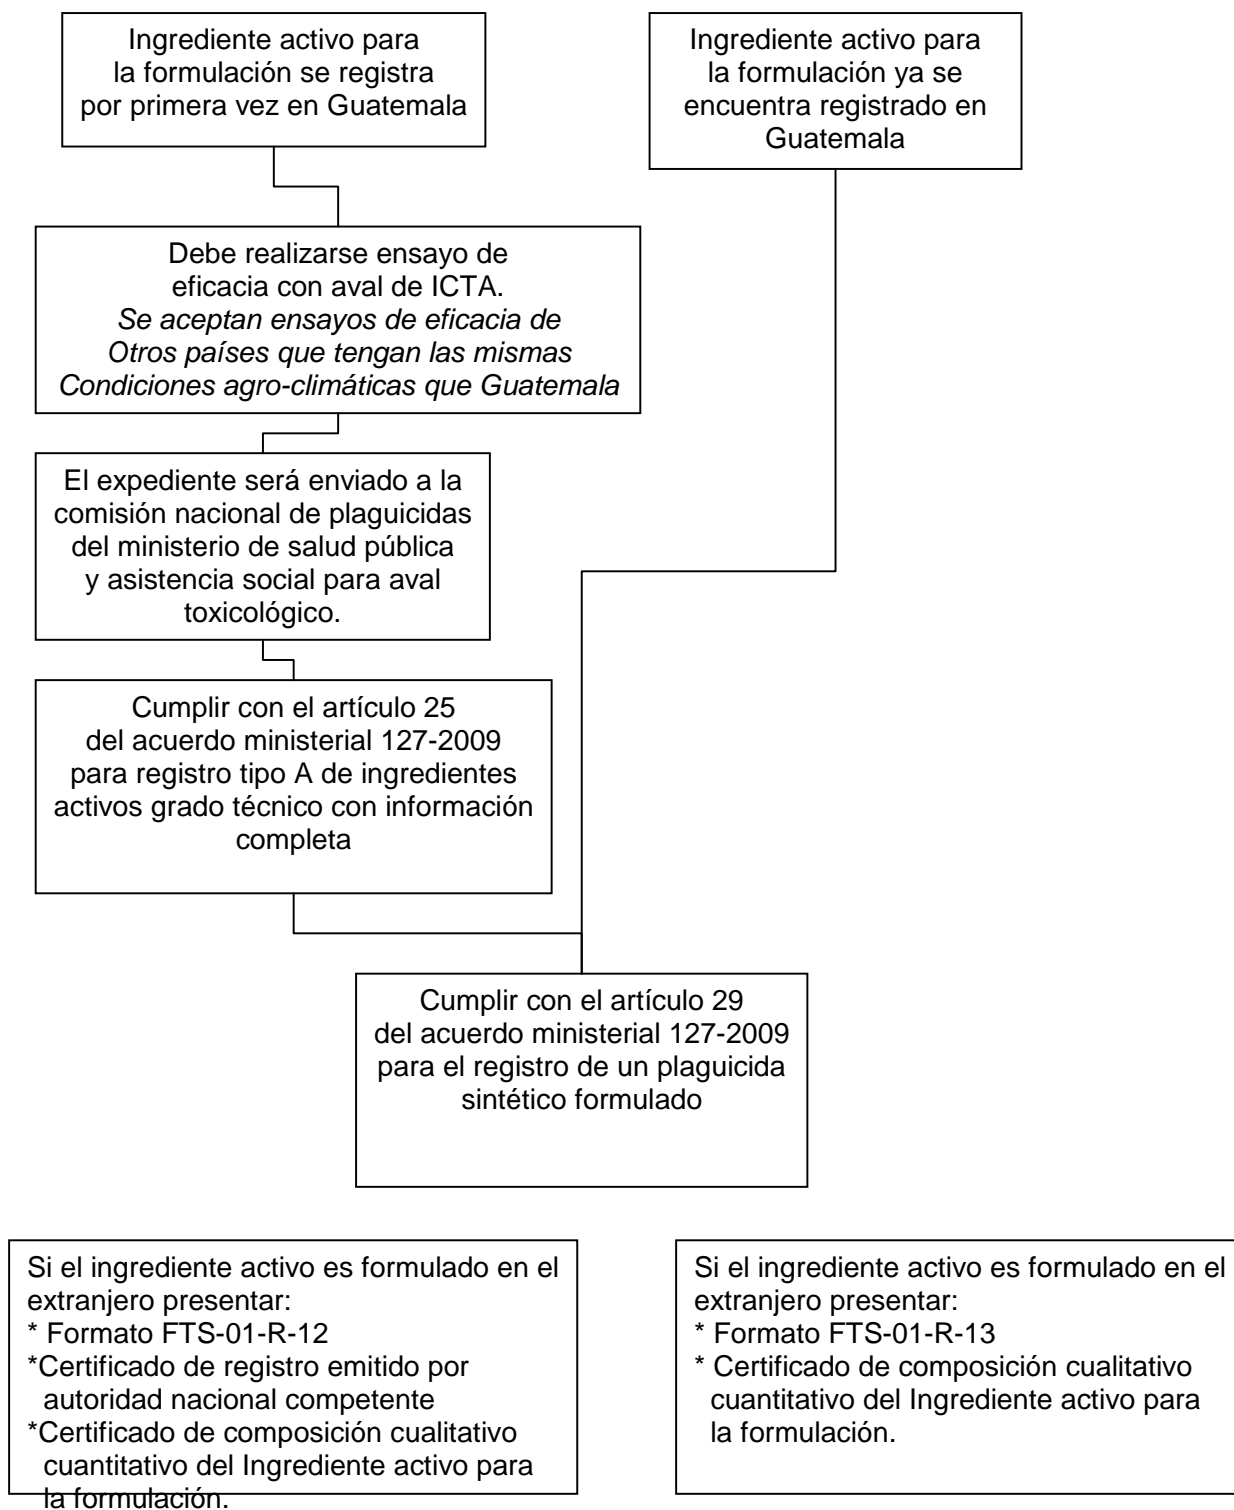 Ingrediente activo para
la formulación se registra
por primera vez en Guatemala
Ingrediente activo para
la formulación ya se
encuentra registrado en
Guatemala
Debe realizarse ensayo de
eficacia con aval de ICTA.
Se aceptan ensayos de eficacia de
Otros países que tengan las mismas
Condiciones agro-climáticas que Guatemala
El expediente será enviado a la
comisión nacional de plaguicidas
del ministerio de salud pública
y asistencia social para aval
toxicológico.
Cumplir con el artículo 25
del acuerdo ministerial 127-2009
para registro tipo A de ingredientes
activos grado técnico con información
completa
Cumplir con el artículo 29
del acuerdo ministerial 127-2009
para el registro de un plaguicida
sintético formulado
Si el ingrediente activo es formulado en el
extranjero presentar:
* Formato FTS-01-R-12
*Certificado de registro emitido por
autoridad nacional competente
*Certificado de composición cualitativo
cuantitativo del Ingrediente activo para
la formulación.
Si el ingrediente activo es formulado en el
extranjero presentar:
* Formato FTS-01-R-13
* Certificado de composición cualitativo
cuantitativo del Ingrediente activo para
la formulación.